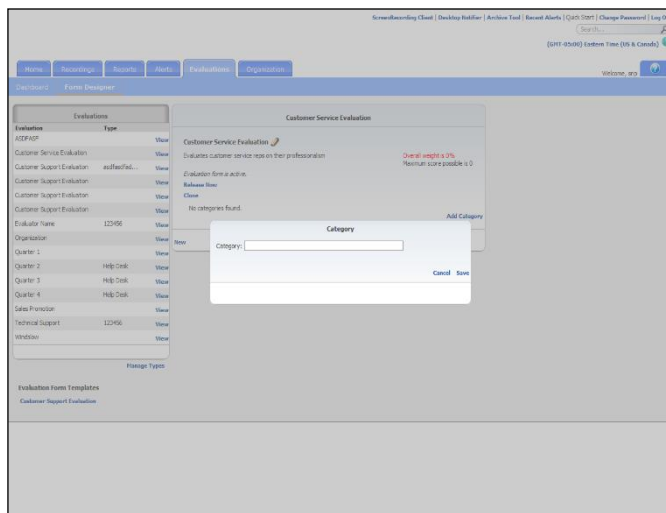 ScreenRecording Client | Desktop Notifier | Archive Tool | Recent Alerts | Quick Start | Change Password | Log
Search...
(GMT-05:00) Eastern Time (US & Canada)
Home Recordings Reports Alerts Evaluations Organization
Welcome, srp
Dashboard Form Designer
Evaluations
Evaluation Type
ASDFASF View
Customer Service Evaluation View
Customer Support Evaluation View
Customer Support Evaluation View
Customer Support Evaluation View
Customer Support Evaluation View
Evaluator Name 123456 View
Organization View
Quarter 1 View
Quarter 2 Help Desk View
Quarter 3 Help Desk View
Quarter 4 Help Desk View
Sales Promotion View
Technical Support 123456 View
Window View
Manage Types
Evaluation Form Templates
Customer Support Evaluation
Customer Service Evaluation
Customer Service Evaluation
Evaluates customer service reps on their professionalism
Overall weight is 0%
Maximum score possible is 0
Evaluation form is active.
Release Now
Close
No categories found.
Add Category
New
Category
Category:
Cancel Save